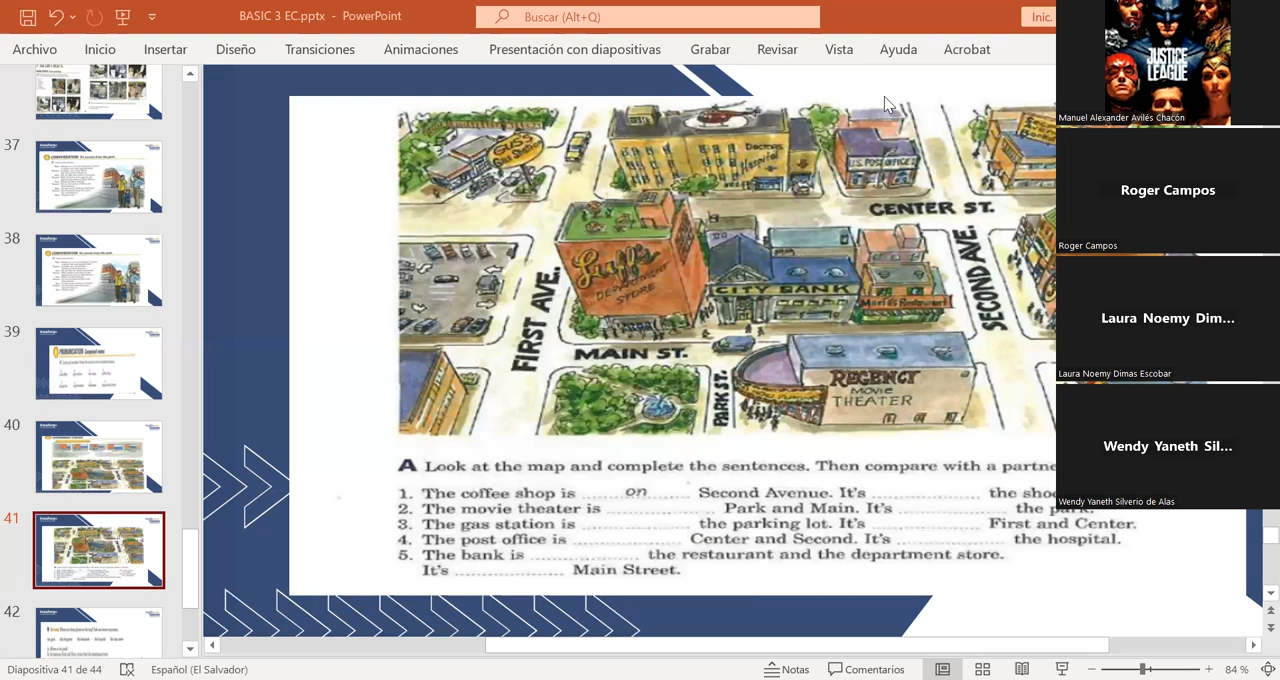 BASIC 3 EC.pptx - PowerPoint
Buscar (Alt+Q)
Inic.
Archivo Inicio Insertar Diseño Transiciones Animaciones Presentación con diapositivas Grabar Revisar Vista Ayuda Acrobat
37
38
39
40
41
42
DOCTORS Hospital
U.S. POST OFFICE
CENTER ST.
FIRST AVE.
DEPARTMENT STORE
CITY BANK
Maria's Restaurant
SECOND AVE.
MAIN ST.
PARK ST.
REGENCY
MOVIE
THEATER
A Look at the map and complete the sentences. Then compare with a partne
1. The coffee shop is on Second Avenue. It's ............ the sho
2. The movie theater is ............ Park and Main. It's ............ the park.
3. The gas station is ............ the parking lot. It's ............ First and Center.
4. The post office is ............ Center and Second. It's ............ the hospital.
5. The bank is ............ the restaurant and the department store.
It's ............ Main Street.
JUSTICE
LEAGUE
Manuel Alexander Avilés Chacón
Roger Campos
Roger Campos
Laura Noemy Dim...
Laura Noemy Dimas Escobar
Wendy Yaneth Sil...
Wendy Yaneth Silverio de Alas
Diapositiva 41 de 44 Español (El Salvador) Notas Comentarios 84 %